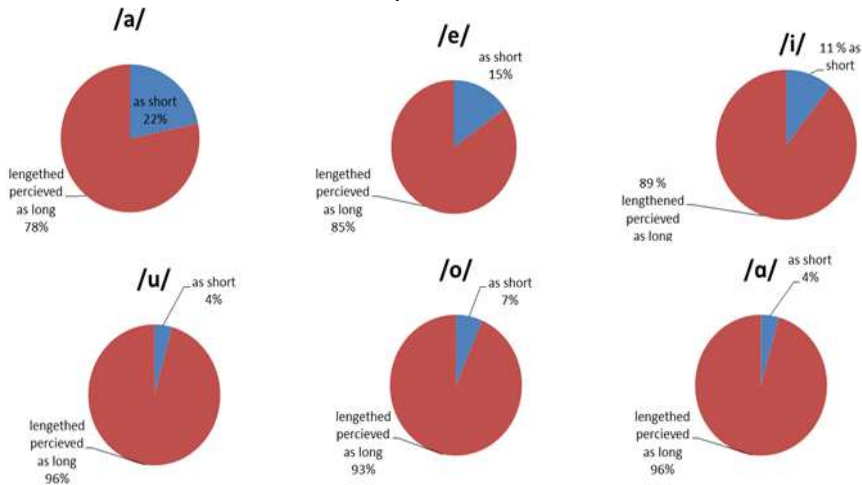 /a/
as short
22%
lengethed
percieved
as long
78%
/e/
as short
15%
lengethed
percieved
as long
85%
/i/
11 % as
short
89 %
lengthened
percieved
as long
/u/
as short
4%
lengethed
percieved
as long
96%
/o/
as short
7%
lengethed
percieved
as long
93%
/ɑ/
as short
4%
lengethed
percieved
as long
96%